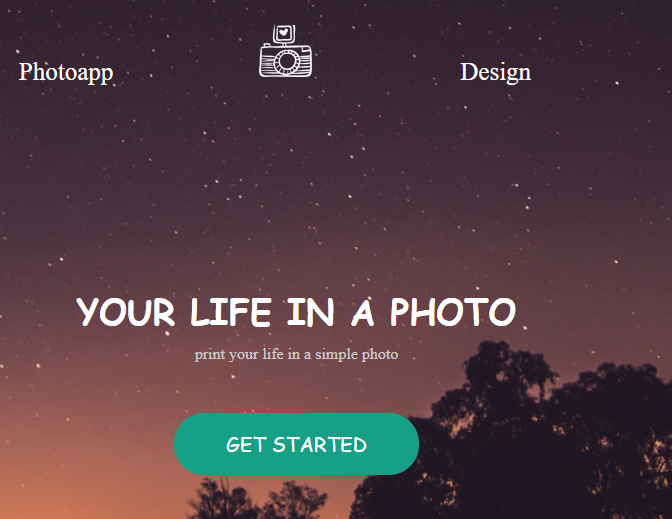 Photoapp
Design
YOUR LIFE IN A PHOTO
print your life in a simple photo
GET STARTED